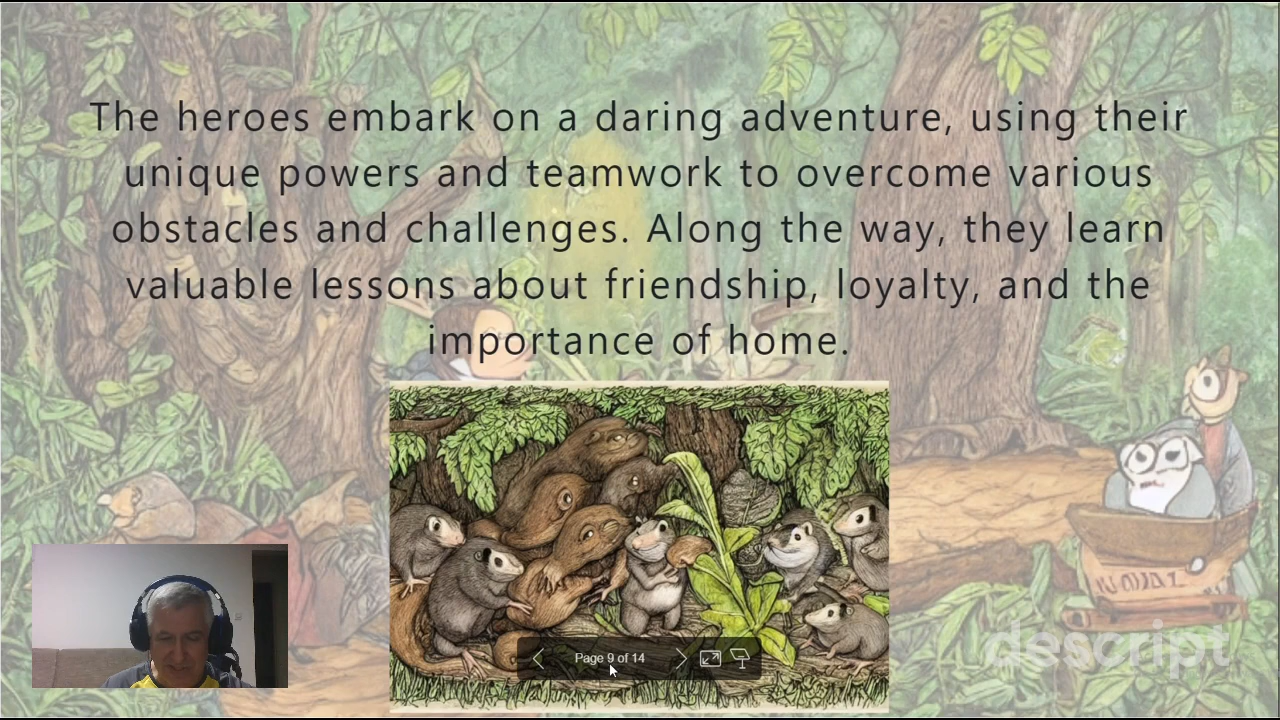 The heroes embark on a daring adventure, using their
unique powers and teamwork to overcome various
obstacles and challenges. Along the way, they learn
valuable lessons about friendship, loyalty, and the
importance of home.
Page 9 of 14
descript